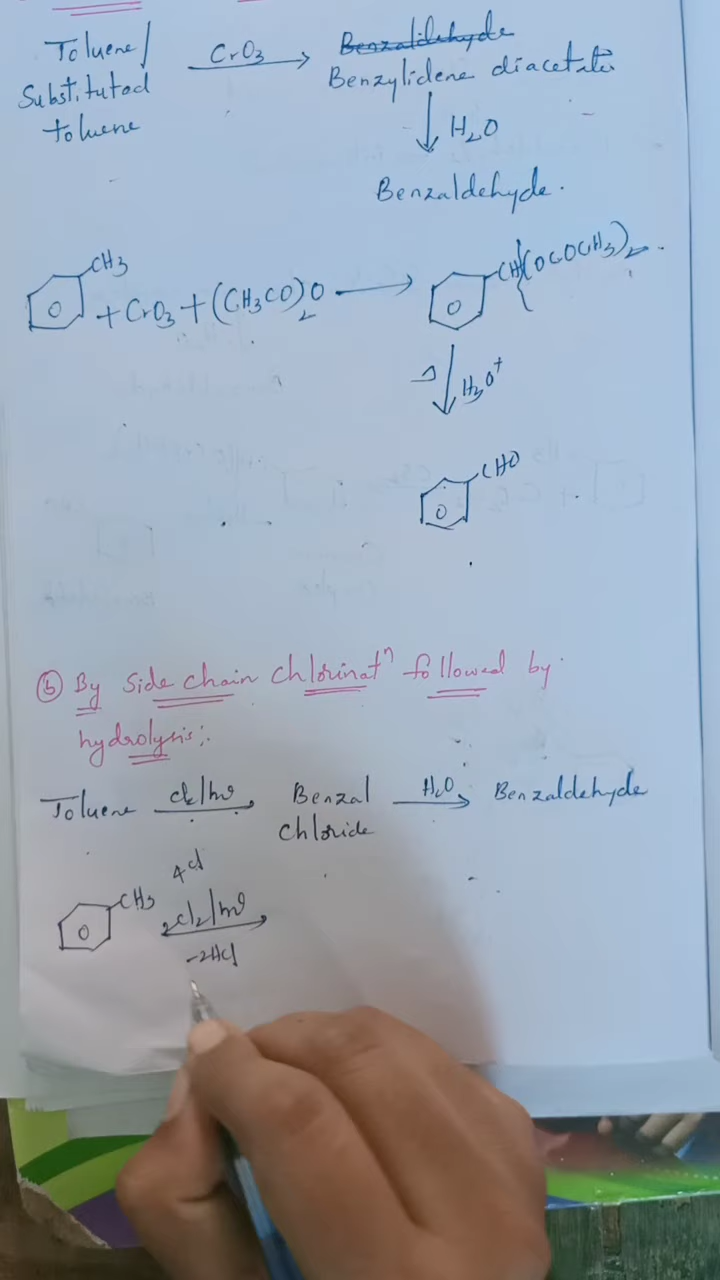 Toluene/ CrO3 Benzaldehyde
Substituted Benzylidene diacetate
toluene
H2O
Benzaldehyde.
CH3 CH(OCOCH3)2.
+ CrO3 + (CH3CO)2O
Δ H3O+
CHO
O
(b) By Side chain Chlorinatⁿ followed by
hydrolysis:
Toluene Cl2/hν Benzal H2O Benzaldehyde
chloride
4Cl
CH3 2Cl2/hν
-2HCl